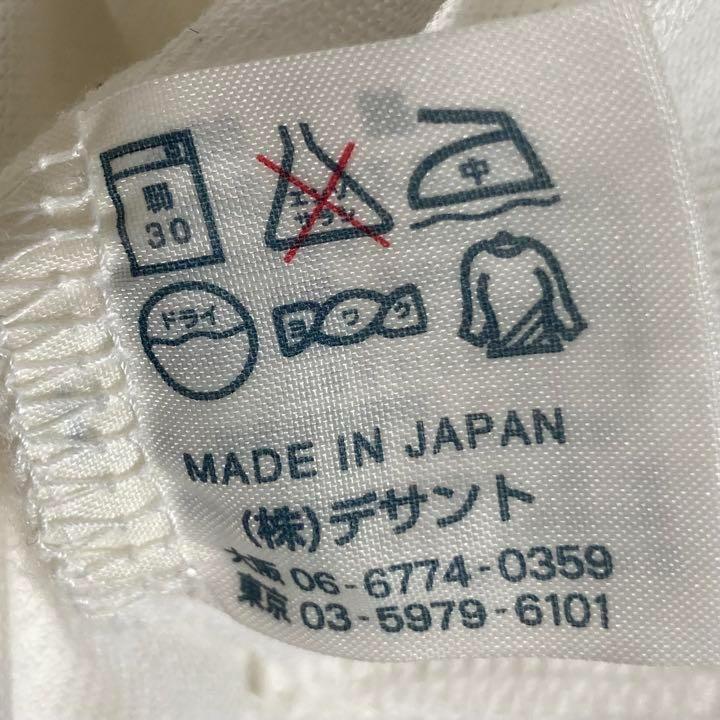 弱 30
エンソ サラシ
中
ドライ
ヨワク
MADE IN JAPAN
(株)デサント
大阪 06-6774-0359
東京 03-5979-6101